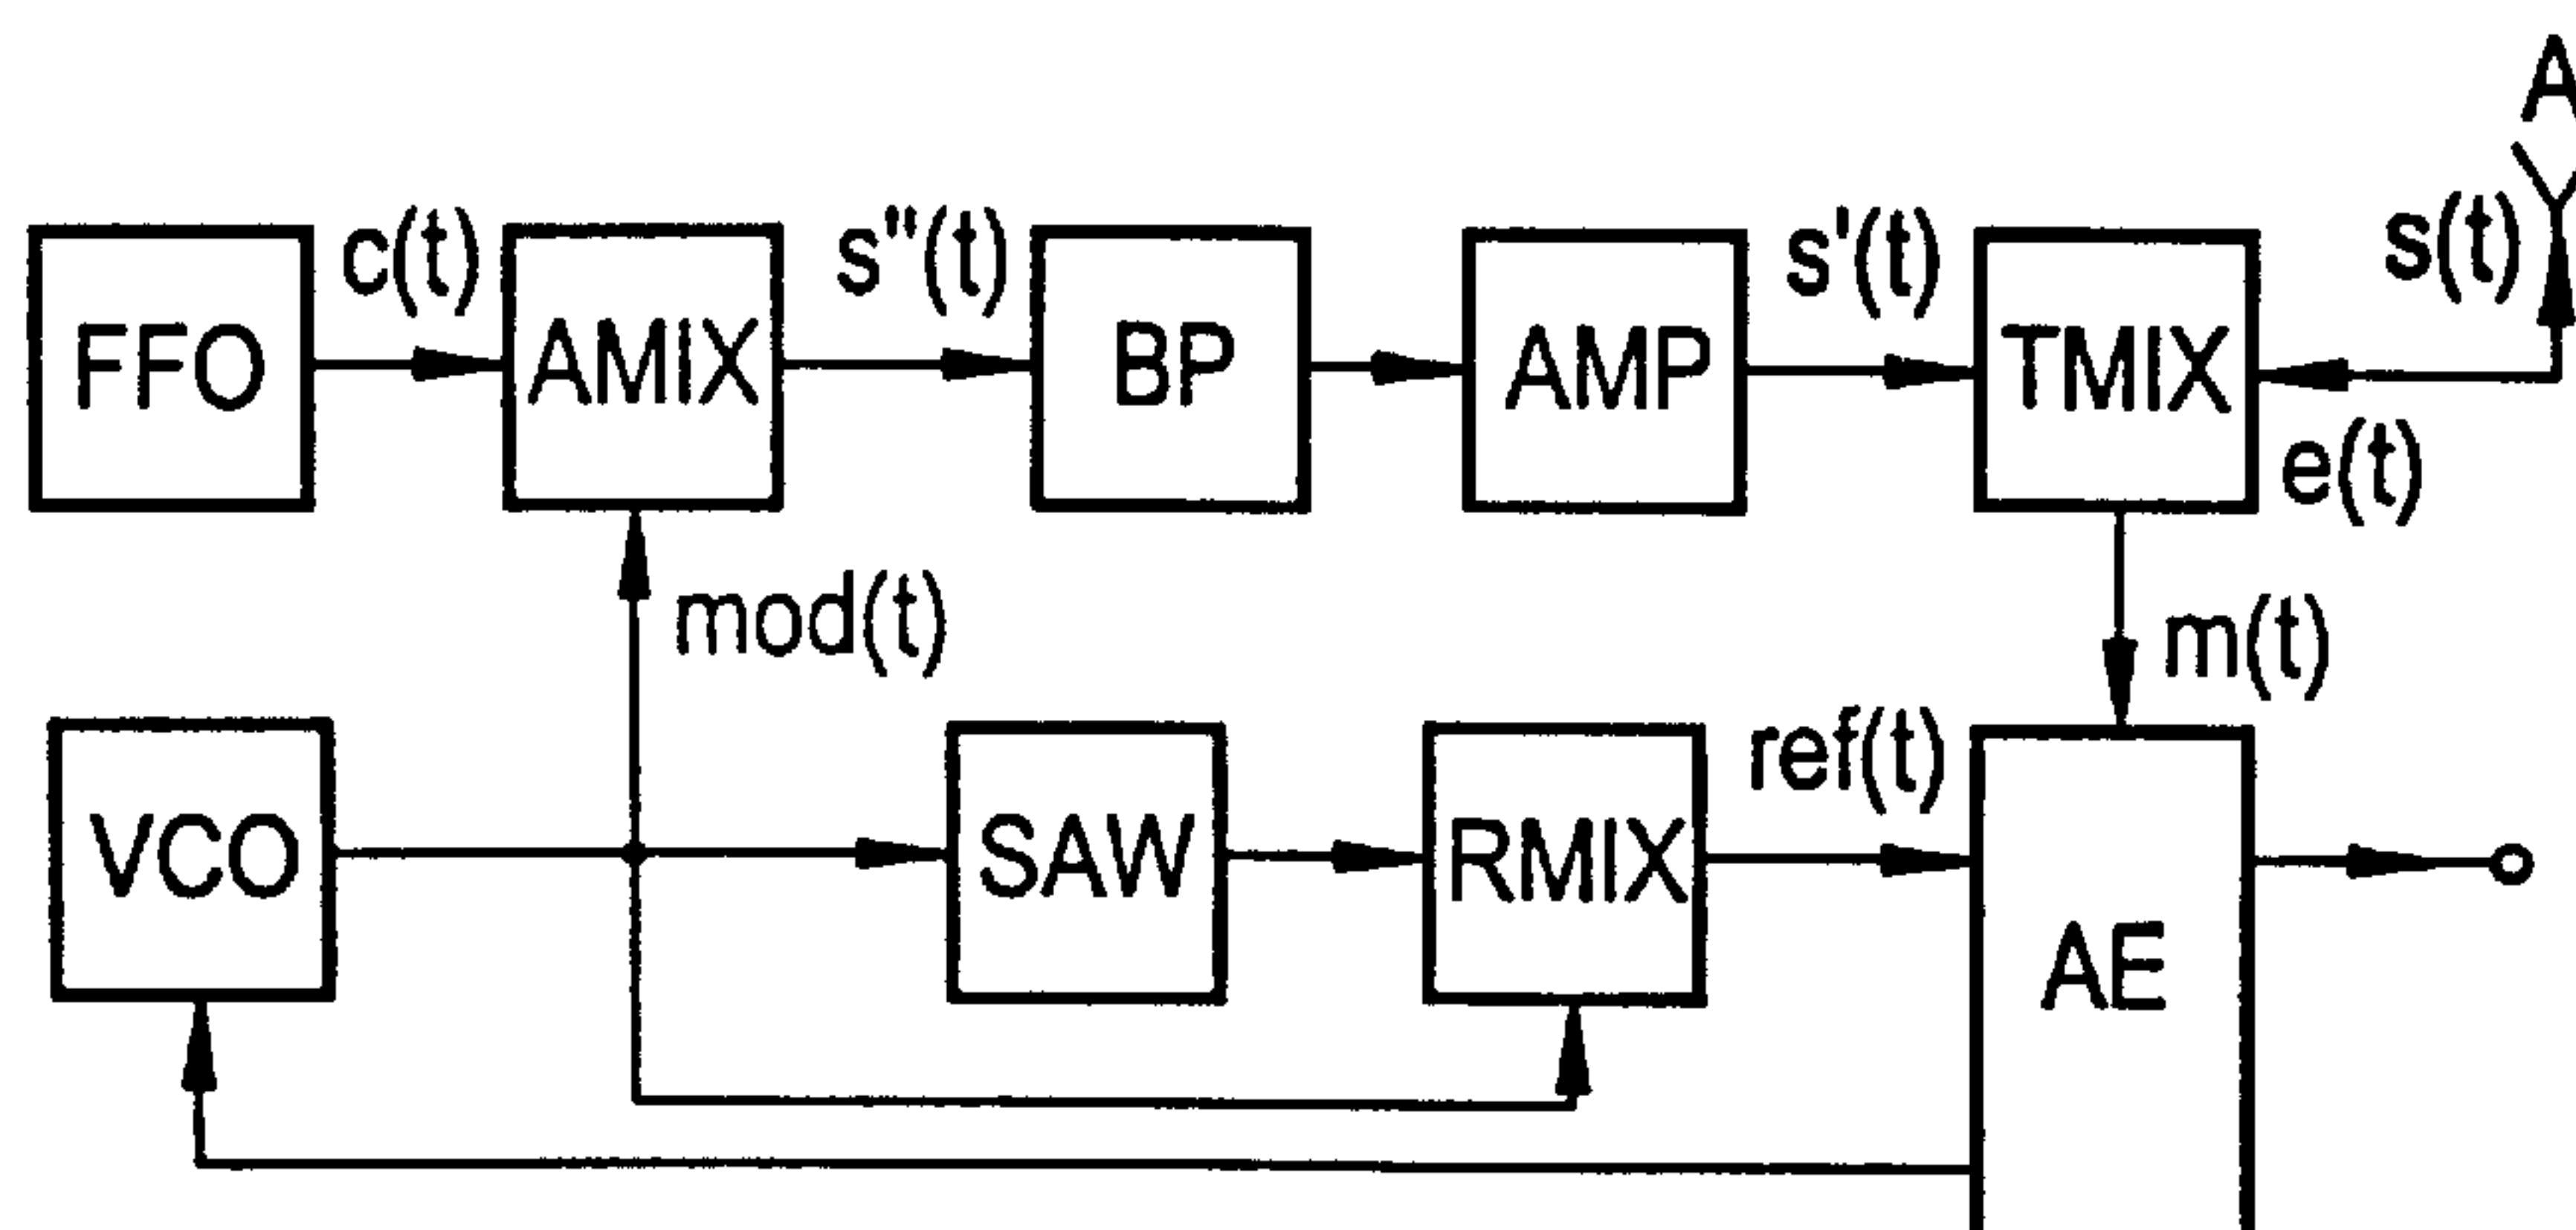 A
c(t) s"(t) s'(t) s(t)
FFO AMIX BP AMP TMIX
e(t)
mod(t) m(t)
ref(t)
VCO SAW RMIX
AE